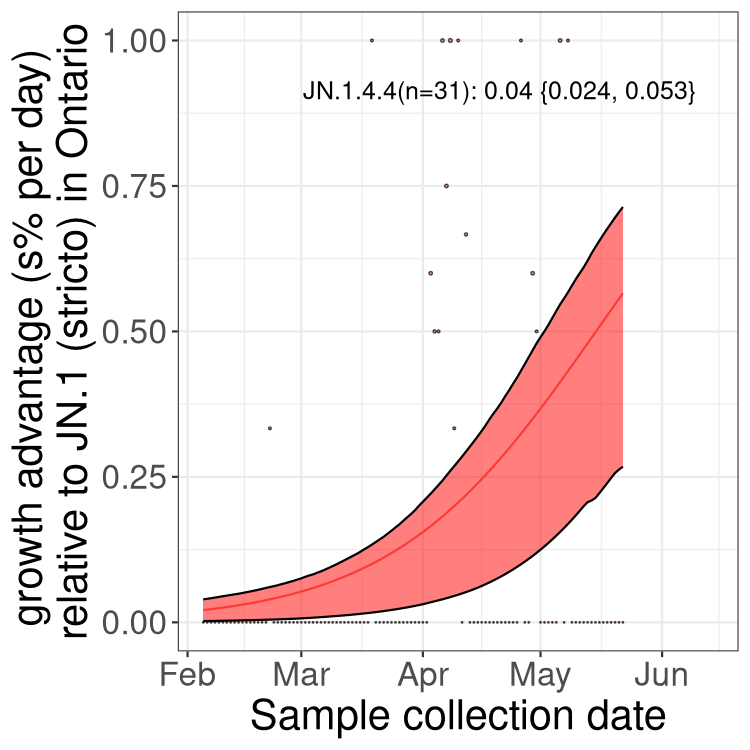 growth advantage (s% per day)
relative to JN.1 (stricto) in Ontario
1.00
0.75
0.50
0.25
0.00
JN.1.4.4(n=31): 0.04 {0.024, 0.053}
Feb Mar Apr May Jun
Sample collection date